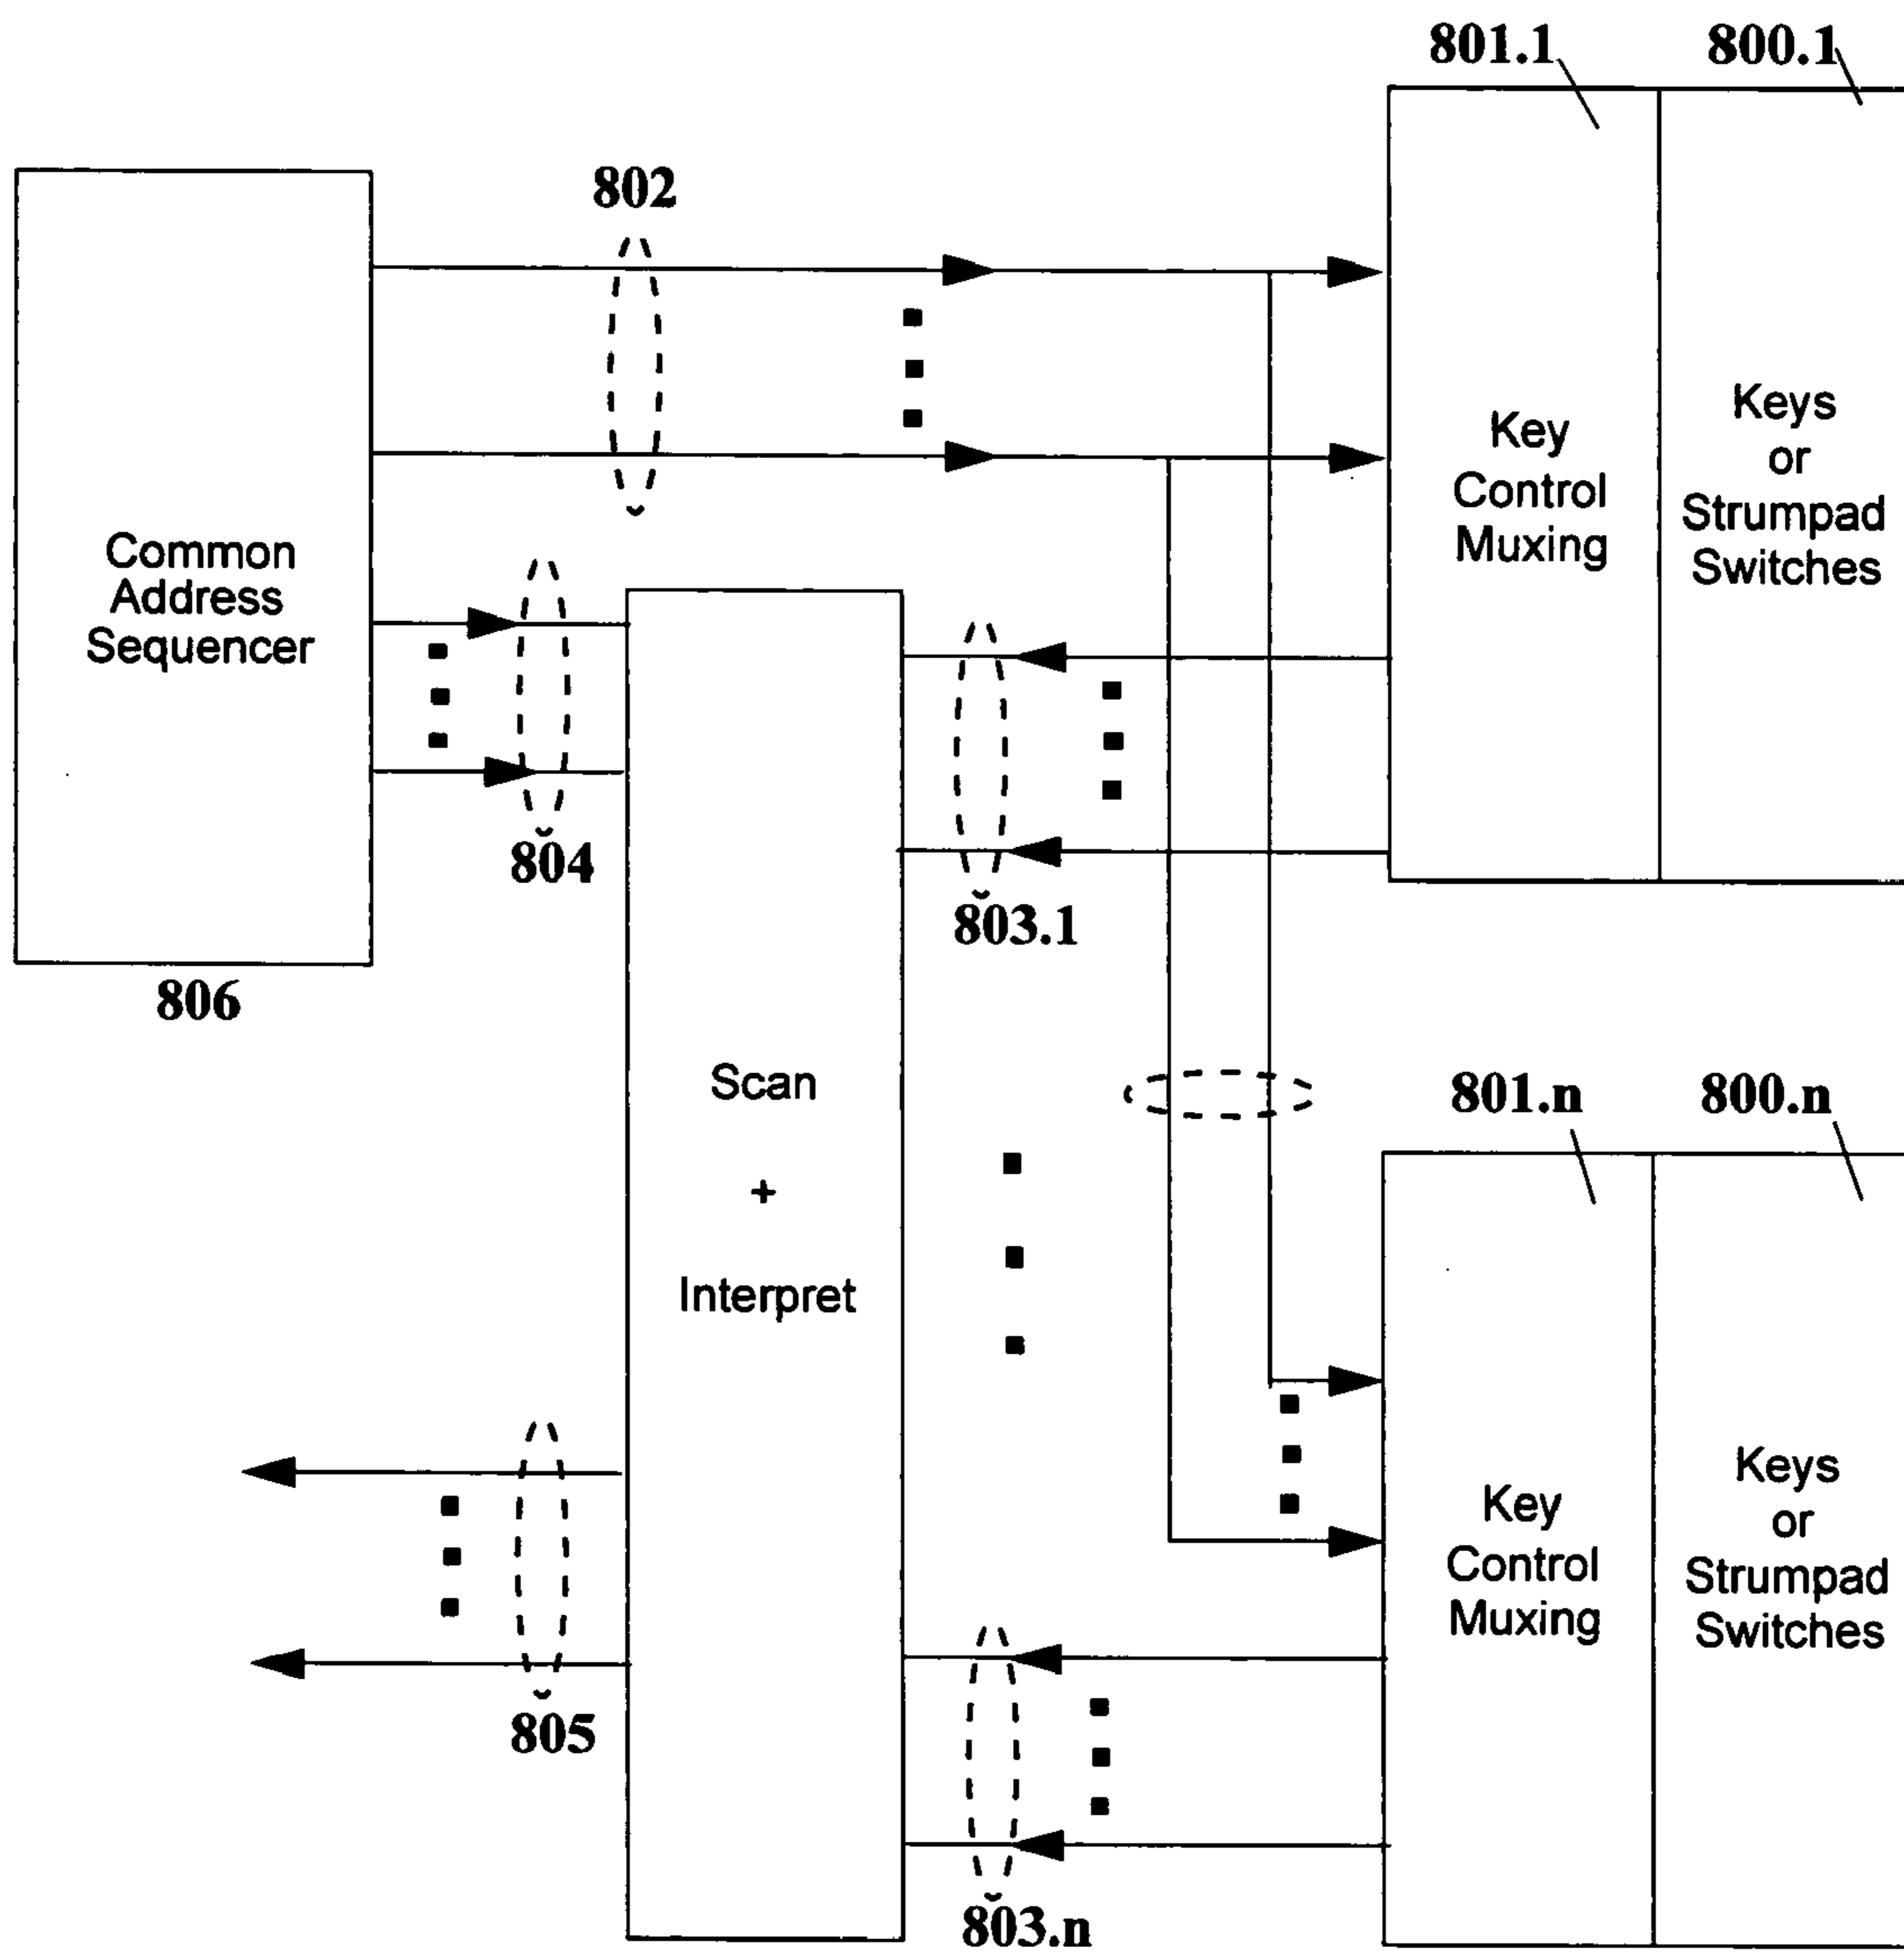 801.1 800.1
802
Common
Address
Sequencer
Key
Control
Muxing
Keys
or
Strumpad
Switches
804
803.1
806
Scan
+
Interpret
801.n 800.n
Key
Control
Muxing
Keys
or
Strumpad
Switches
805
803.n